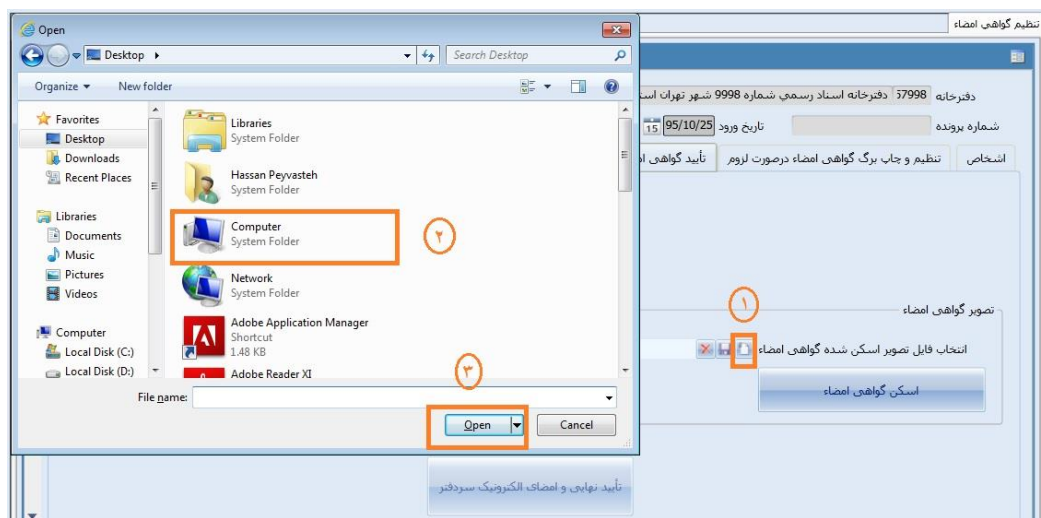 Open
Desktop
Search Desktop
Organize
New folder
Favorites
Desktop
Downloads
Recent Places
Libraries
Documents
Music
Pictures
Videos
Computer
Local Disk (C:)
Local Disk (D:)
Libraries
System Folder
Hassan Peyvasteh
System Folder
Computer
System Folder
۲
Network
System Folder
Adobe Application Manager
Shortcut
1.48 KB
Adobe Reader XI
۳
File name:
Open
Cancel
تنظیم گواهی امضاء
دفترخانه 57998 دفترخانه اسناد رسمي شماره 9998 شهر تهران
شماره پرونده تاریخ ورود 95/10/25 15
اشخاص تنظیم و چاپ برگ گواهی امضاء درصورت لزوم تأیید گواهی
۱
تصویر گواهی امضاء
انتخاب فایل تصویر اسکن شده گواهی امضاء
اسکن گواهی امضاء
تأیید نهایی و امضای الکترونیک سردفتر